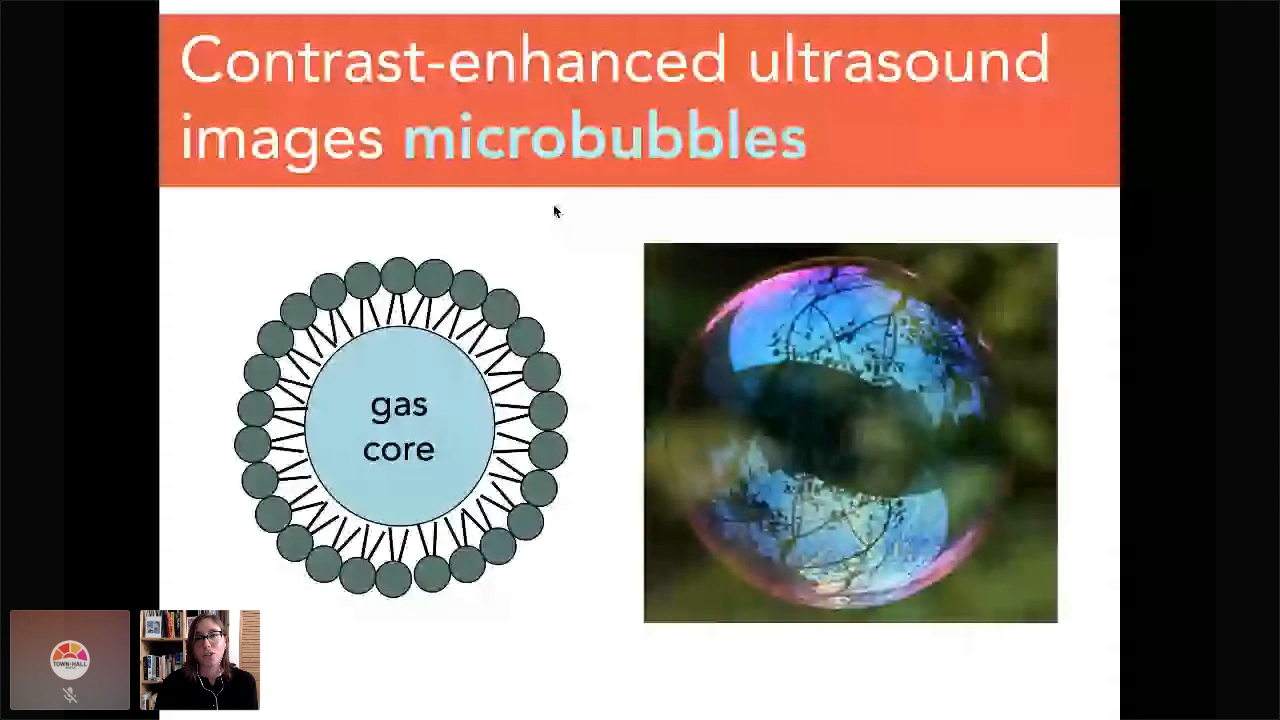 Contrast-enhanced ultrasound
images microbubbles
gas
core
TOWN HALL